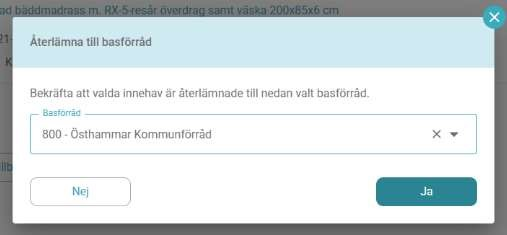 bäddmadrass m. RX-5-resår överdrag samt väska 200x85x6 cm
Återlämna till basförråd
Bekräfta att valda innehav är återlämnade till nedan valt basförråd.
Basförråd
800 - Östhammar Kommunförråd
Nej
Ja